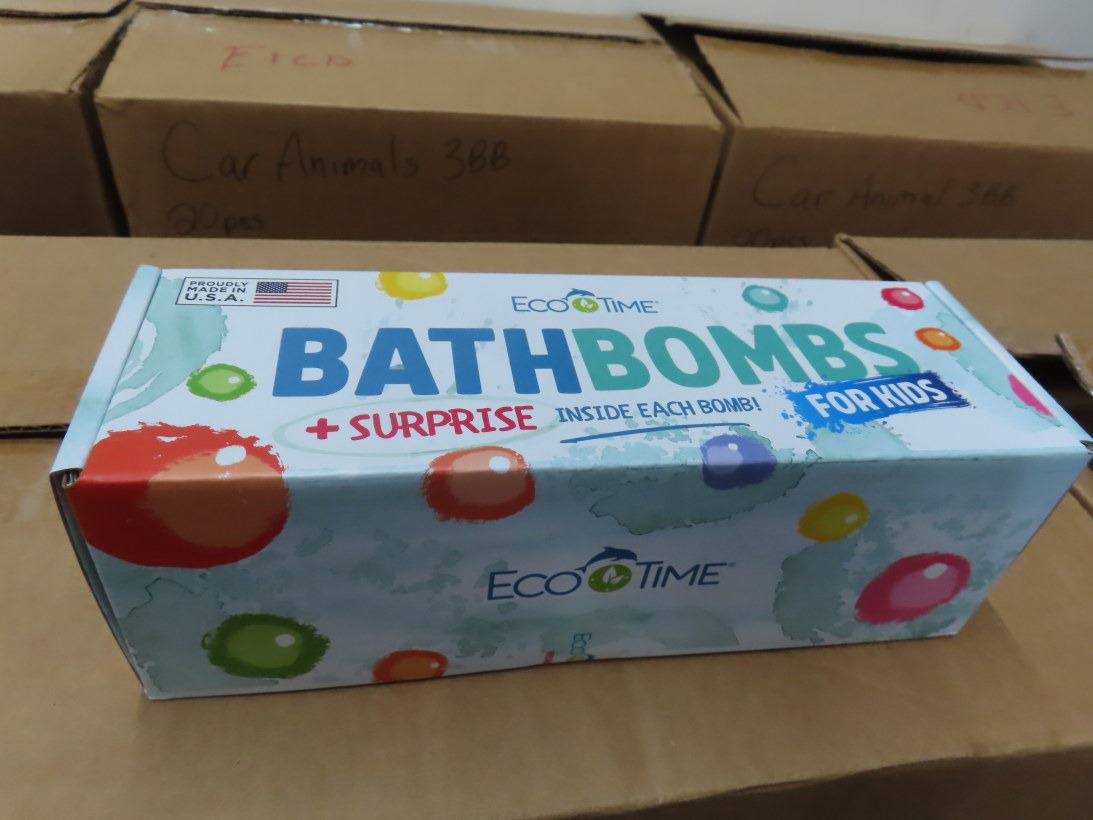 E1CD
Car Animals 3BB
20pcs
Car Animal 3BB
PROUDLY
MADE IN
U.S.A.
ECO TIME®
BATHBOMBS
+ SURPRISE INSIDE EACH BOMB!
FOR KIDS
ECO TIME®